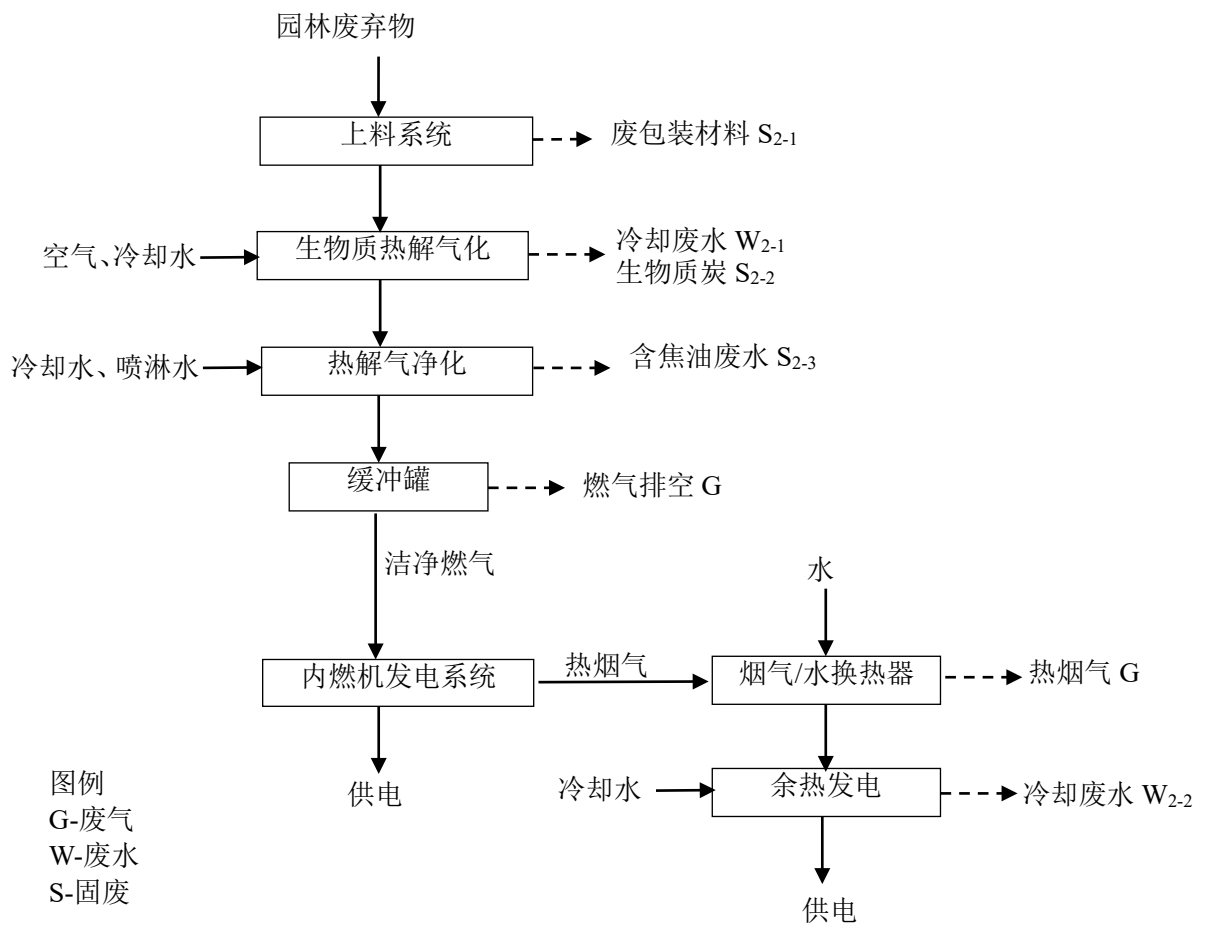 园林废弃物
上料系统
废包装材料 S2-1
空气、冷却水
生物质热解气化
冷却废水 W2-1
生物质炭 S2-2
冷却水、喷淋水
热解气净化
含焦油废水 S2-3
缓冲罐
燃气排空 G
洁净燃气
水
内燃机发电系统
热烟气
烟气/水换热器
热烟气 G
供电
冷却水
余热发电
冷却废水 W2-2
供电
图例
G-废气
W-废水
S-固废